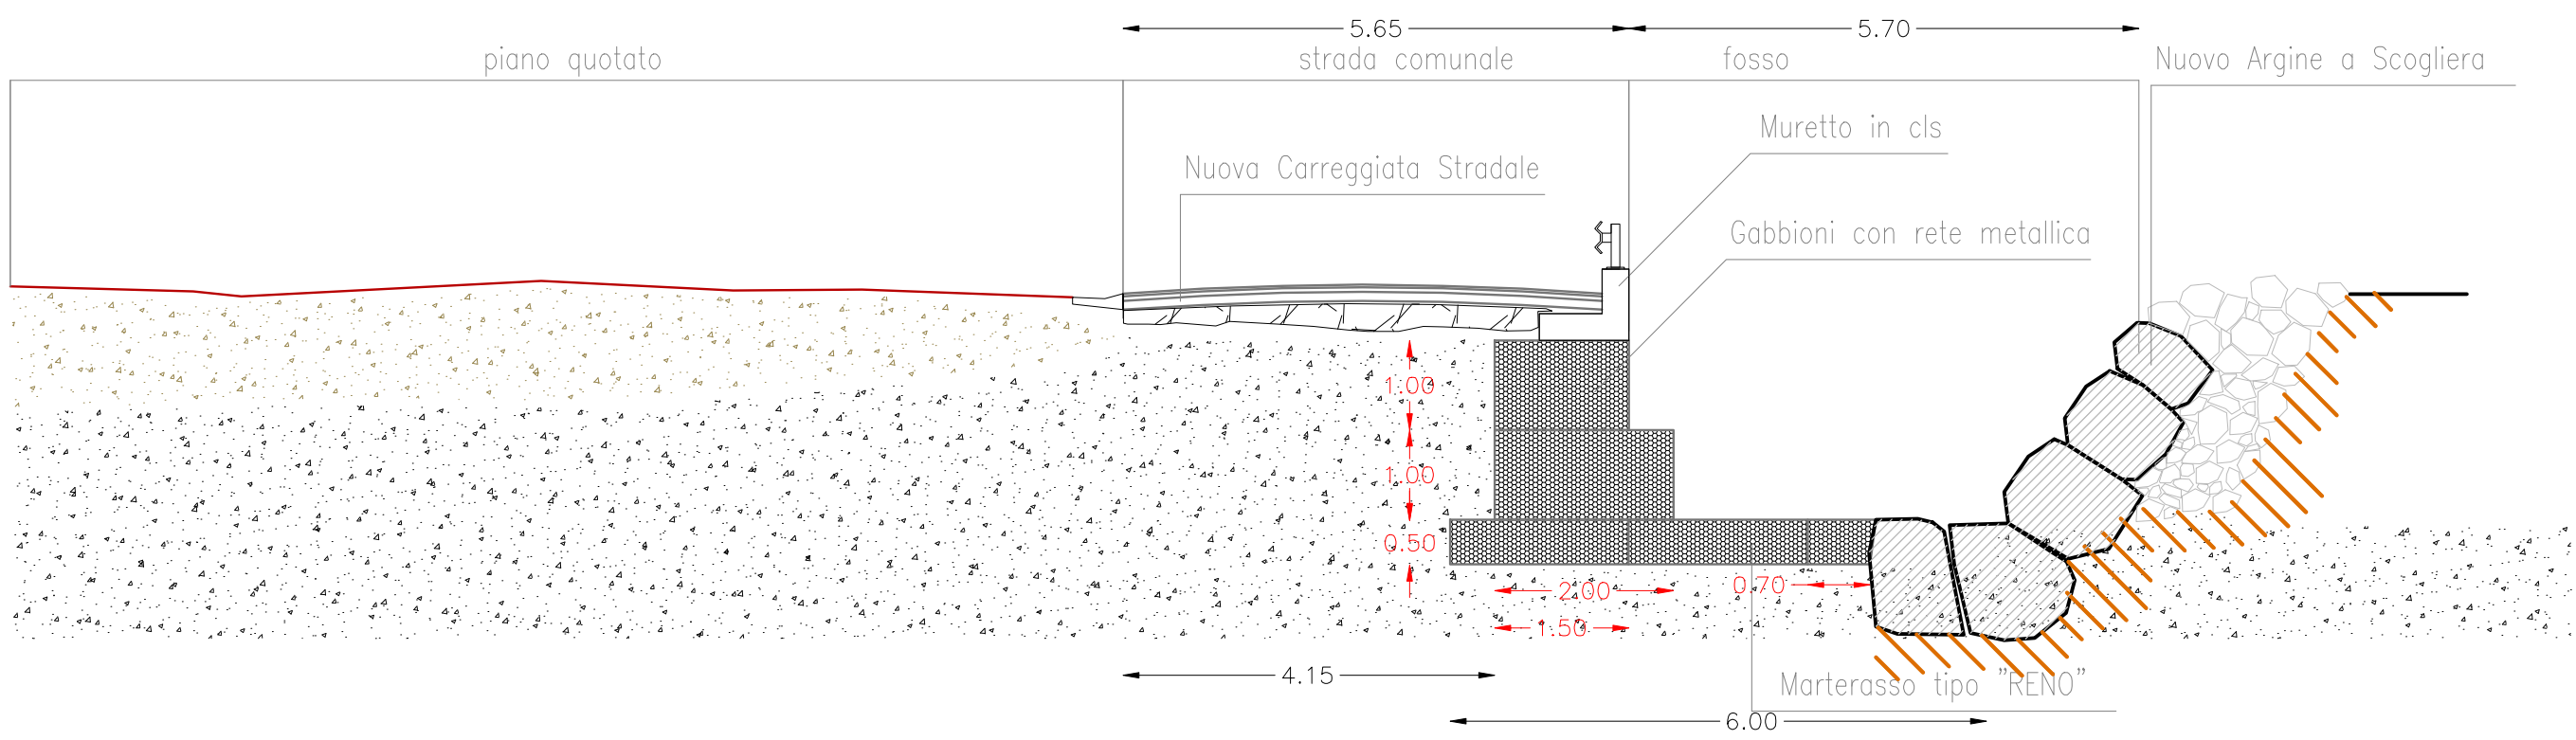 5.65
5.70
piano quotato
strada comunale
fosso
Nuovo Argine a Scogliera
Muretto in cls
Nuova Carreggiata Stradale
Gabbioni con rete metallica
1.00
1.00
0.50
2.00
0.70
1.50
4.15
Marterasso tipo "RENO"
6.00